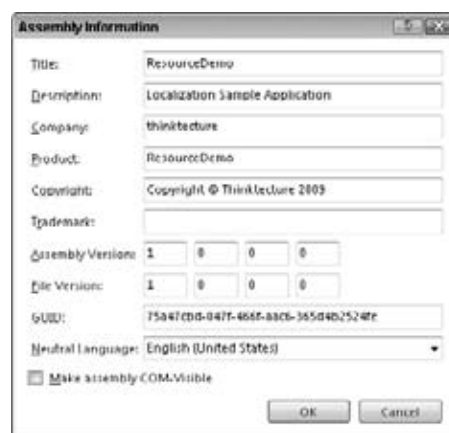 Assembly Information
Title: ResourceDemo
Description: Localization Sample Application
Company: thinktecture
Product: ResourceDemo
Copyright: Copyright © Thinktecture 2009
Trademark:
Assembly Version: 1 0 0 0
File Version: 1 0 0 0
GUID:
Neutral Language: English (United States)
Make assembly COM-Visible
OK Cancel